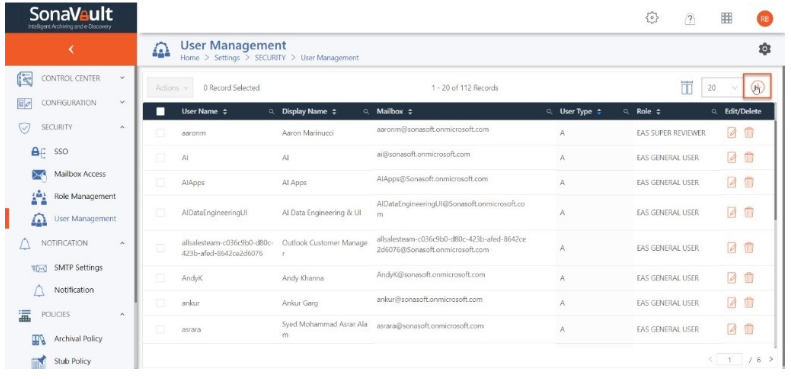 SonaVault
Intelligent Archiving and e-Discovery
RB
User Management
Home > Settings > SECURITY > User Management
CONTROL CENTER
CONFIGURATION
SECURITY
SSO
Mailbox Access
Role Management
User Management
NOTIFICATION
SMTP Settings
Notification
POLICIES
Archival Policy
Stub Policy
Actions 0 Record Selected 1 - 20 of 112 Records 20
User Name Display Name Mailbox User Type Role Edit/Delete
aaronm Aaron Marinucci aaronm@sonasoft.onmicrosoft.com A EAS SUPER REVIEWER
AI AI ai@sonasoft.onmicrosoft.com A EAS GENERAL USER
AIApps AI Apps AIApps@Sonasoft.onmicrosoft.com A EAS GENERAL USER
AIDataEngineeringUI AI Data Engineering & UI AIDataEngineeringUI@Sonasoft.onmicrosoft.co
m A EAS GENERAL USER
allsalesteam-c036c9b0-d80c- Outlook Customer Manage allsalesteam-c036c9b0-d80c-423b-afed-8642ce
423b-afed-8642ce2d6076 r 2d6076@Sonasoft.onmicrosoft.com A EAS GENERAL USER
AndyK Andy Khanna AndyK@sonasoft.onmicrosoft.com A EAS GENERAL USER
ankur Ankur Garg ankur@sonasoft.onmicrosoft.com A EAS GENERAL USER
asrara Syed Mohammad Asrar Ala asrara@sonasoft.onmicrosoft.com A EAS GENERAL USER
m
< 1 / 6 >